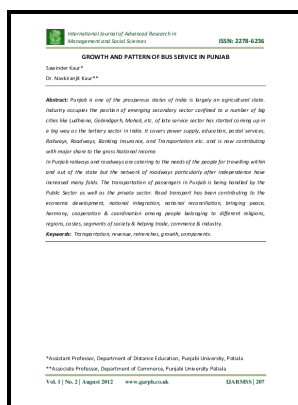 International Journal of Advanced Research in
Management and Social Sciences
ISSN: 2278-6236
GROWTH AND PATTERN OF BUS SERVICE IN PUNJAB
Sawinder Kaur*
Dr. Navkiranjit Kaur**
Abstract: Punjab is one of the prosperous states of India is largely an agricultural state.
Industry occupies the position of emerging secondary sector confined to a number of big
cities like Ludhiana, Gobindgarh, Mohali, etc. of late service sector has started coming up in
a big way as the tertiary sector in India. It covers power supply, education, postal services,
Railways, Roadways, Banking Insurance, and Transportation etc. and is now contributing
with major share to the gross National Income.
In Punjab railways and roadways are catering to the needs of the people for travelling within
and out of the state but the network of roadways particularly after independence have
increased many folds. The transportation of passengers in Punjab is being handled by the
Public Sector as well as the private sector. Road transport has been contributing to the
economic development, national integration, national reconciliation, bringing peace,
harmony, cooperation & coordination among people belonging to different religions,
regions, castes, segments of society & helping trade, commerce & industry.
Keywords: Transportation, revenue, retrenches, growth, components.
*Assistant Professor, Department of Distance Education, Punjabi University, Patiala
**Associate Professor, Department of Commerce, Punjabi University Patiala
Vol. 1 | No. 2 | August 2012 www.garph.co.uk IJARMSS | 207